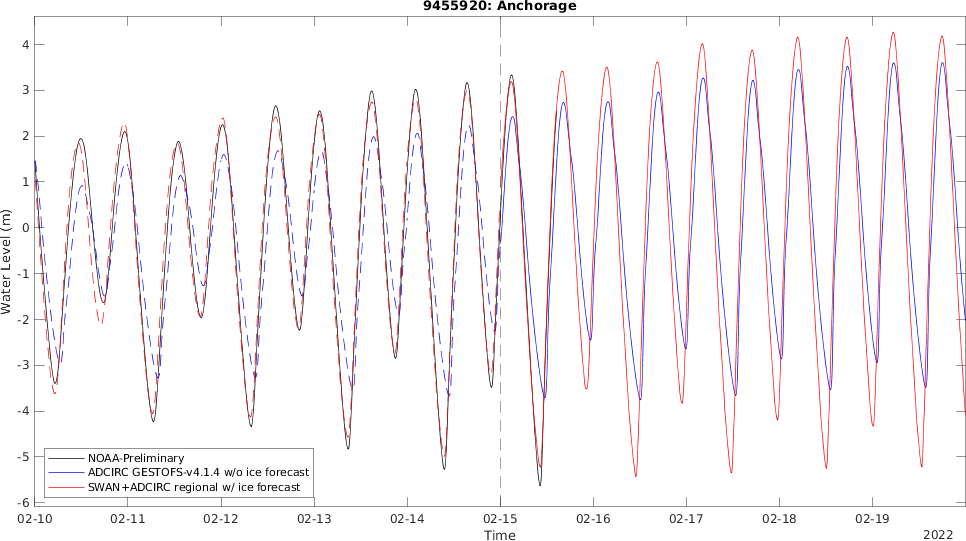 9455920: Anchorage
Water Level (m)
4
3
2
1
0
-1
-2
-3
-4
-5
-6
NOAA-Preliminary
ADCIRC GESTOFS-v4.1.4 w/o ice forecast
SWAN+ADCIRC regional w/ ice forecast
02-10 02-11 02-12 02-13 02-14 02-15 02-16 02-17 02-18 02-19
Time
2022